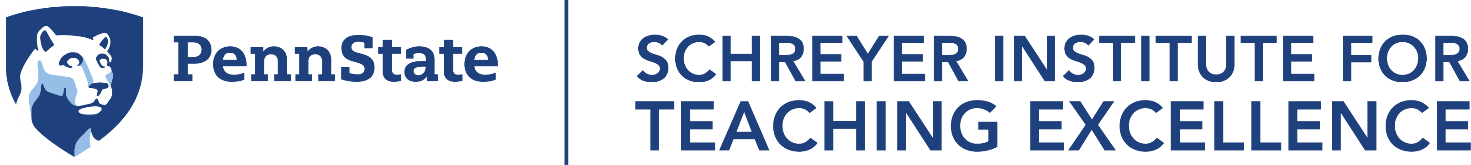 PennState
SCHREYER INSTITUTE FOR
TEACHING EXCELLENCE